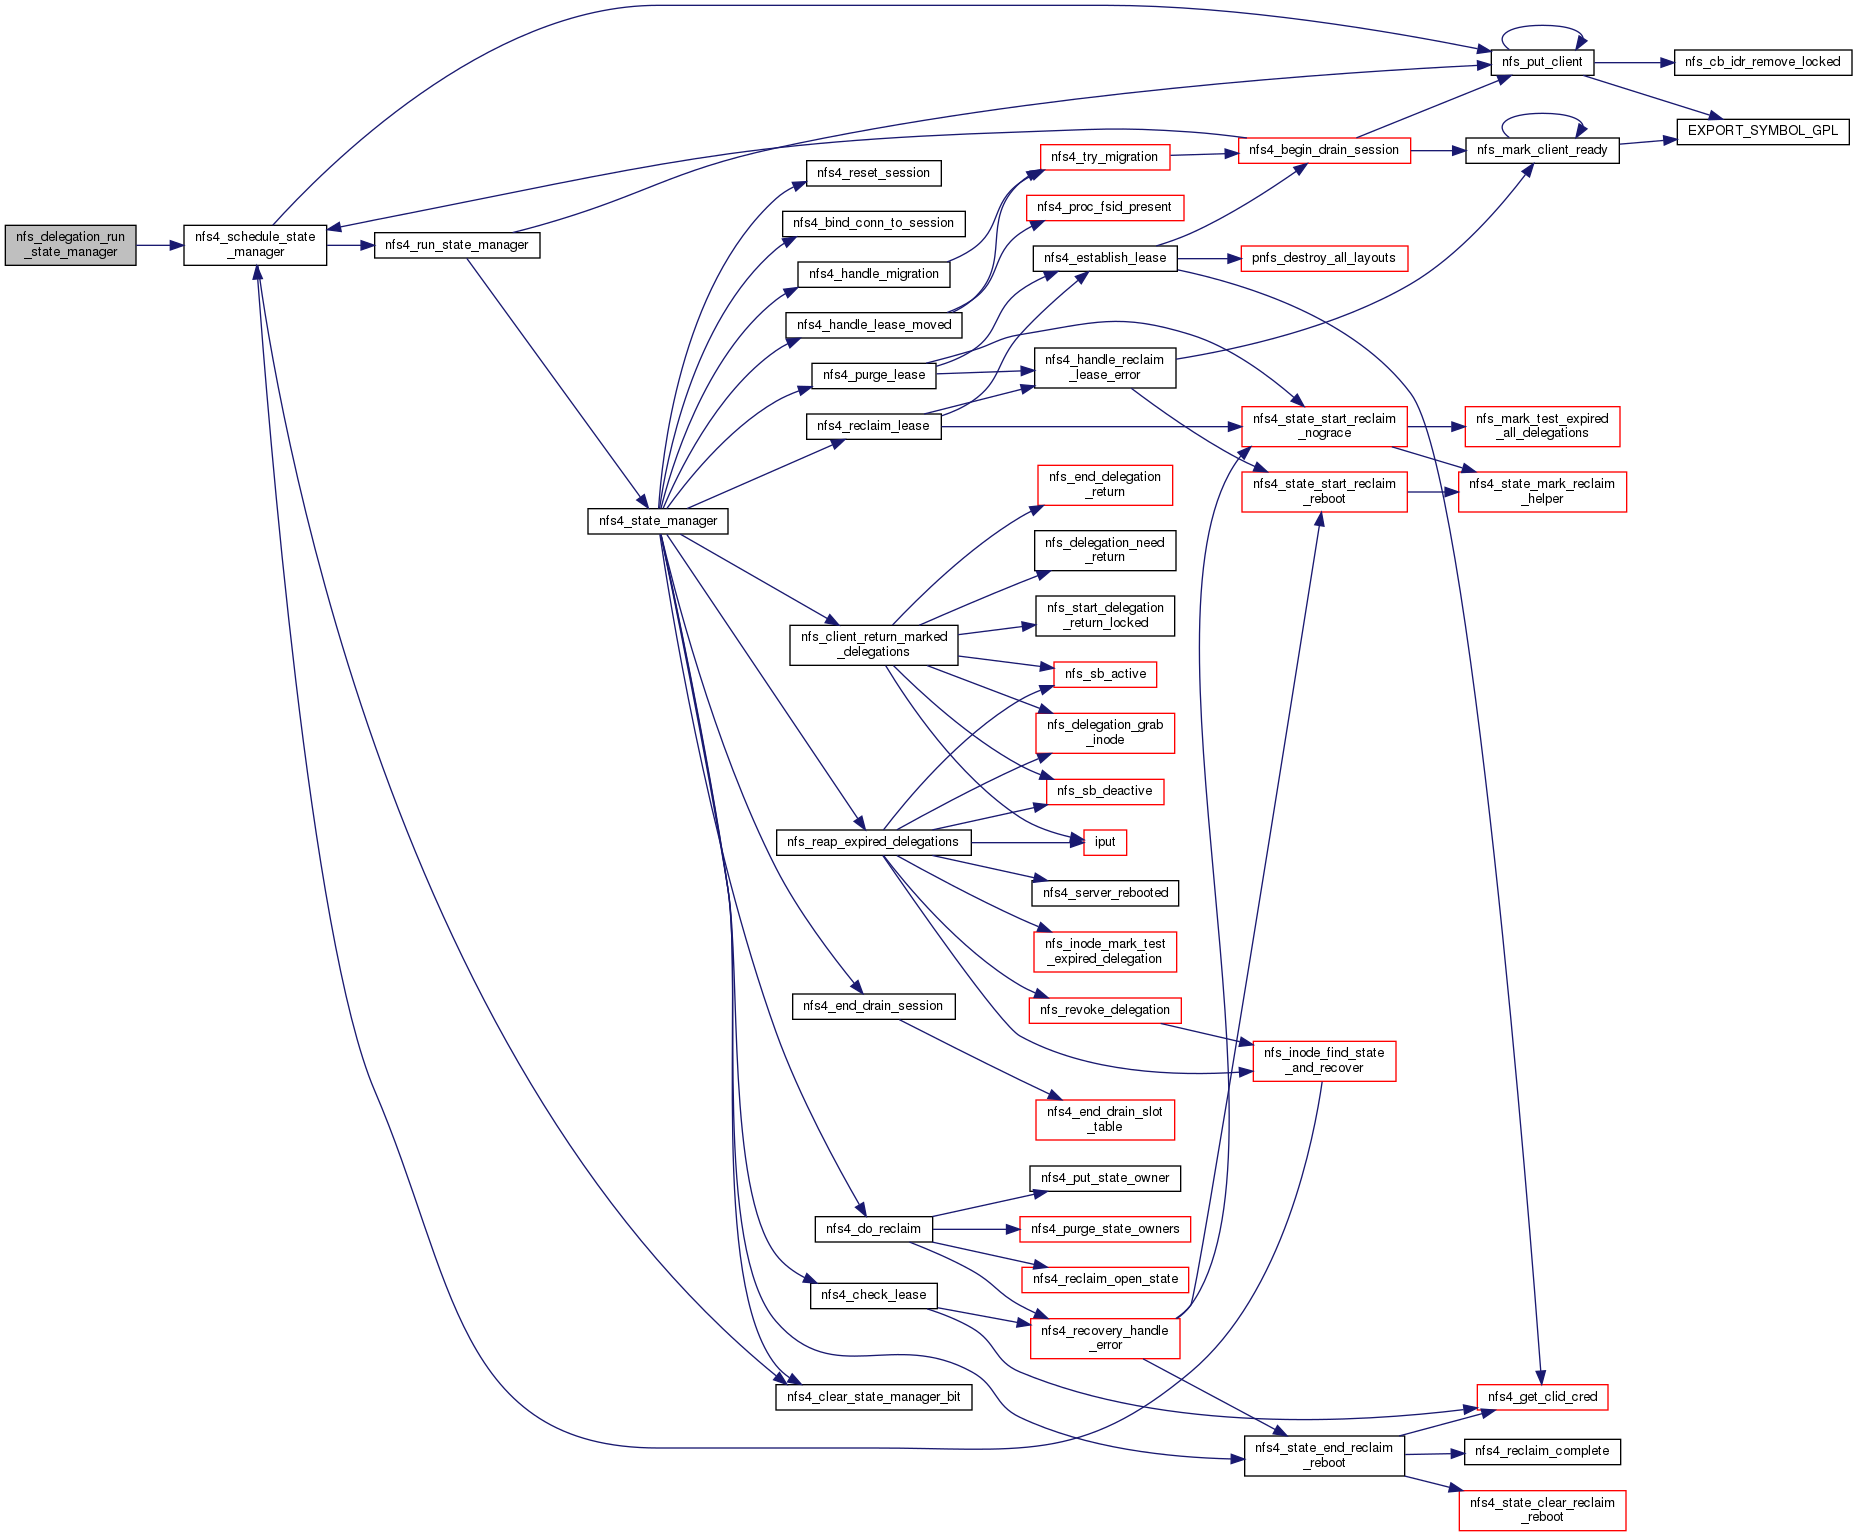 nfs_delegation_run
_state_manager
nfs4_schedule_state
_manager
nfs4_run_state_manager
nfs4_state_manager
nfs4_reset_session
nfs4_bind_conn_to_session
nfs4_handle_migration
nfs4_handle_lease_moved
nfs4_purge_lease
nfs4_reclaim_lease
nfs_client_return_marked
_delegations
nfs_reap_expired_delegations
nfs4_end_drain_session
nfs4_do_reclaim
nfs4_check_lease
nfs4_clear_state_manager_bit
nfs4_try_migration
nfs4_proc_fsid_present
nfs4_establish_lease
nfs4_handle_reclaim
_lease_error
nfs_end_delegation
_return
nfs_delegation_need
_return
nfs_start_delegation
_return_locked
nfs_sb_active
nfs_delegation_grab
_inode
nfs_sb_deactive
iput
nfs4_server_rebooted
nfs_inode_mark_test
_expired_delegation
nfs_revoke_delegation
nfs4_end_drain_slot
_table
nfs4_put_state_owner
nfs4_purge_state_owners
nfs4_reclaim_open_state
nfs4_recovery_handle
_error
nfs4_begin_drain_session
pnfs_destroy_all_layouts
nfs4_state_start_reclaim
_nograce
nfs4_state_start_reclaim
_reboot
nfs_inode_find_state
_and_recover
nfs4_state_end_reclaim
_reboot
nfs_put_client
nfs_mark_client_ready
nfs_mark_test_expired
_all_delegations
nfs4_state_mark_reclaim
_helper
nfs4_get_clid_cred
nfs4_reclaim_complete
nfs4_state_clear_reclaim
_reboot
nfs_cb_idr_remove_locked
EXPORT_SYMBOL_GPL